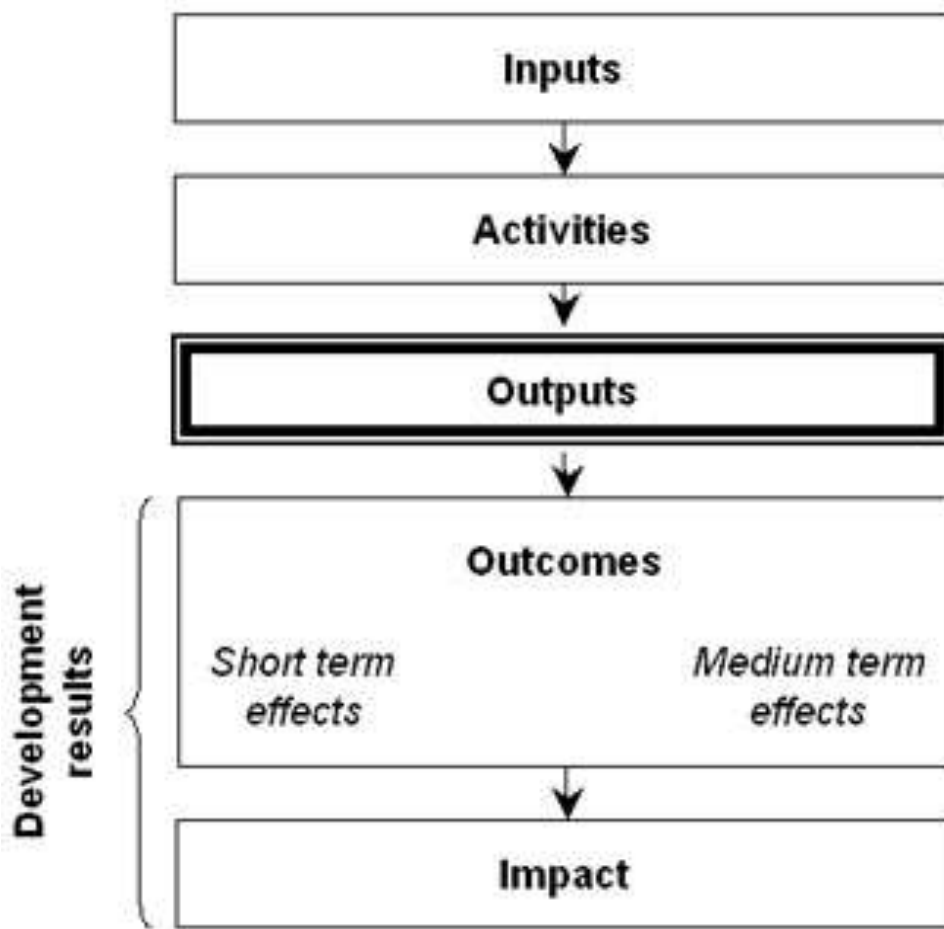 Inputs
Activities
Outputs
Outcomes
Short term
effects
Medium term
effects
Development
results
Impact